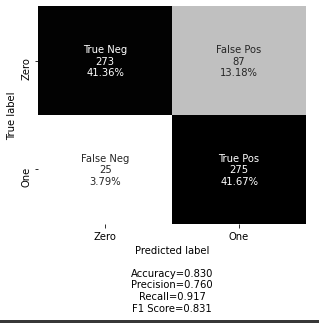 True Neg
273
41.36%
False Pos
87
13.18%
Zero
True label
False Neg
25
3.79%
True Pos
275
41.67%
One
Zero
One
Predicted label
Accuracy=0.830
Precision=0.760
Recall=0.917
F1 Score=0.831